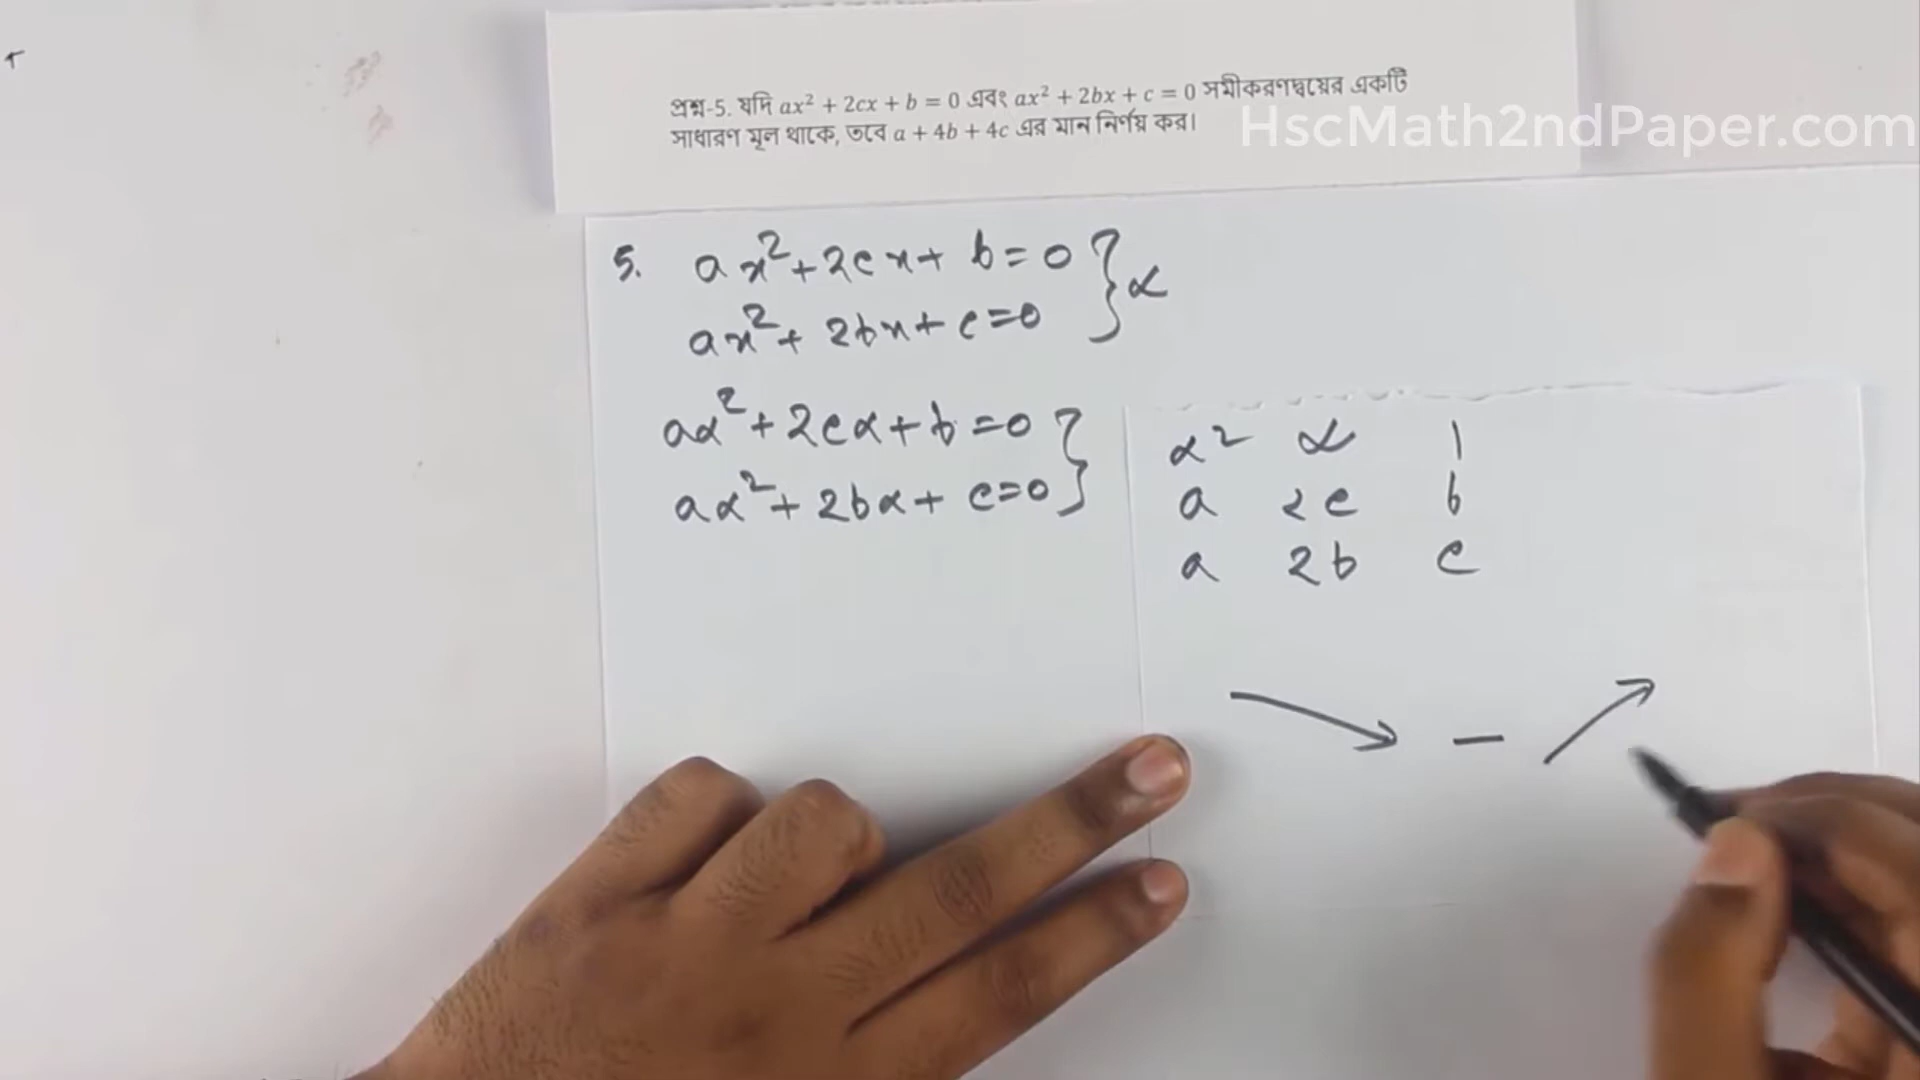 প্রশ্ন-5. যদি ax² + 2cx + b = 0 এবং ax² + 2bx + c = 0 সমীকরণদ্বয়ের একটি
সাধারণ মূল থাকে, তবে a + 4b + 4c এর মান নির্ণয় কর।
HscMath2ndPaper.com
5. ax² + 2cx + b = 0 } α
ax² + 2bx + c = 0
aα² + 2cα + b = 0 }
aα² + 2bα + c = 0
α² α 1
a 2c b
a 2b c
→ − ↗